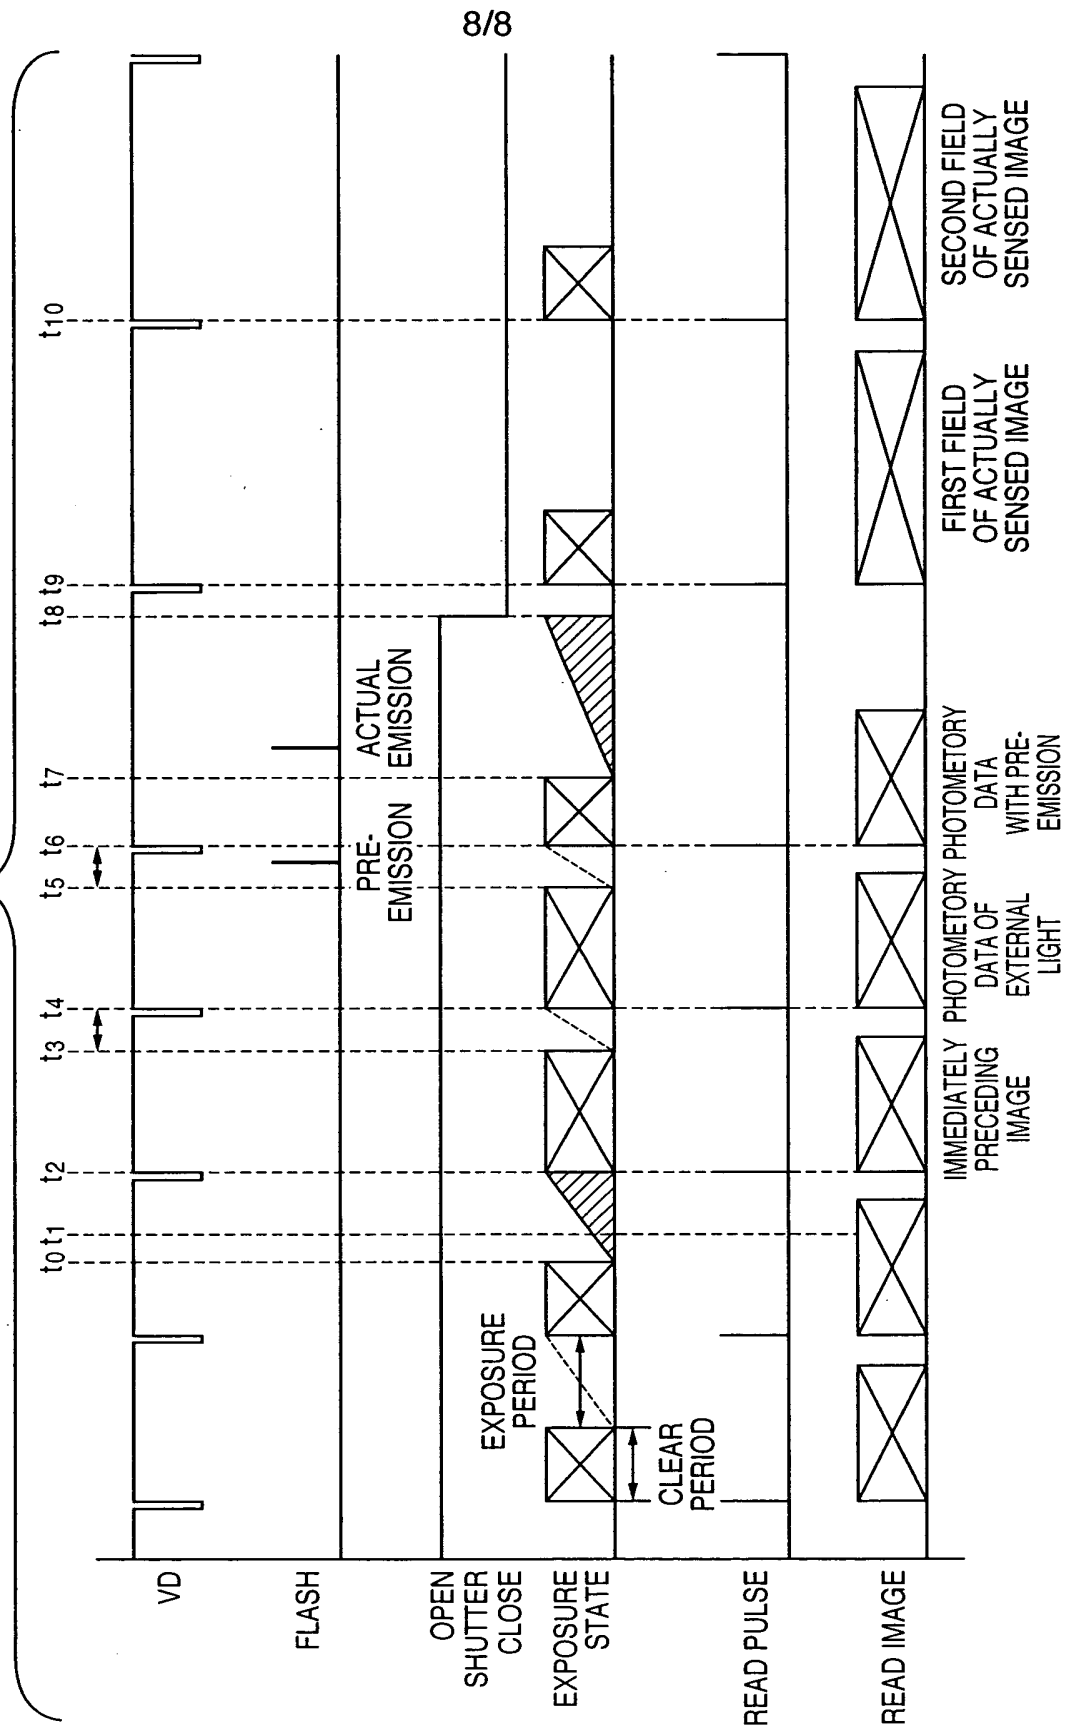 8/8
t0
t1
t2
t3
t4
t5
t6
t7
t8
t9
t10
VD
FLASH
PRE-
EMISSION
ACTUAL
EMISSION
OPEN
SHUTTER
CLOSE
EXPOSURE
STATE
EXPOSURE
PERIOD
CLEAR
PERIOD
READ PULSE
READ IMAGE
IMMEDIATELY
PRECEDING
IMAGE
PHOTOMETORY
DATA OF
EXTERNAL
LIGHT
PHOTOMETORY
DATA
WITH PRE-
EMISSION
FIRST FIELD
OF ACTUALLY
SENSED IMAGE
SECOND FIELD
OF ACTUALLY
SENSED IMAGE